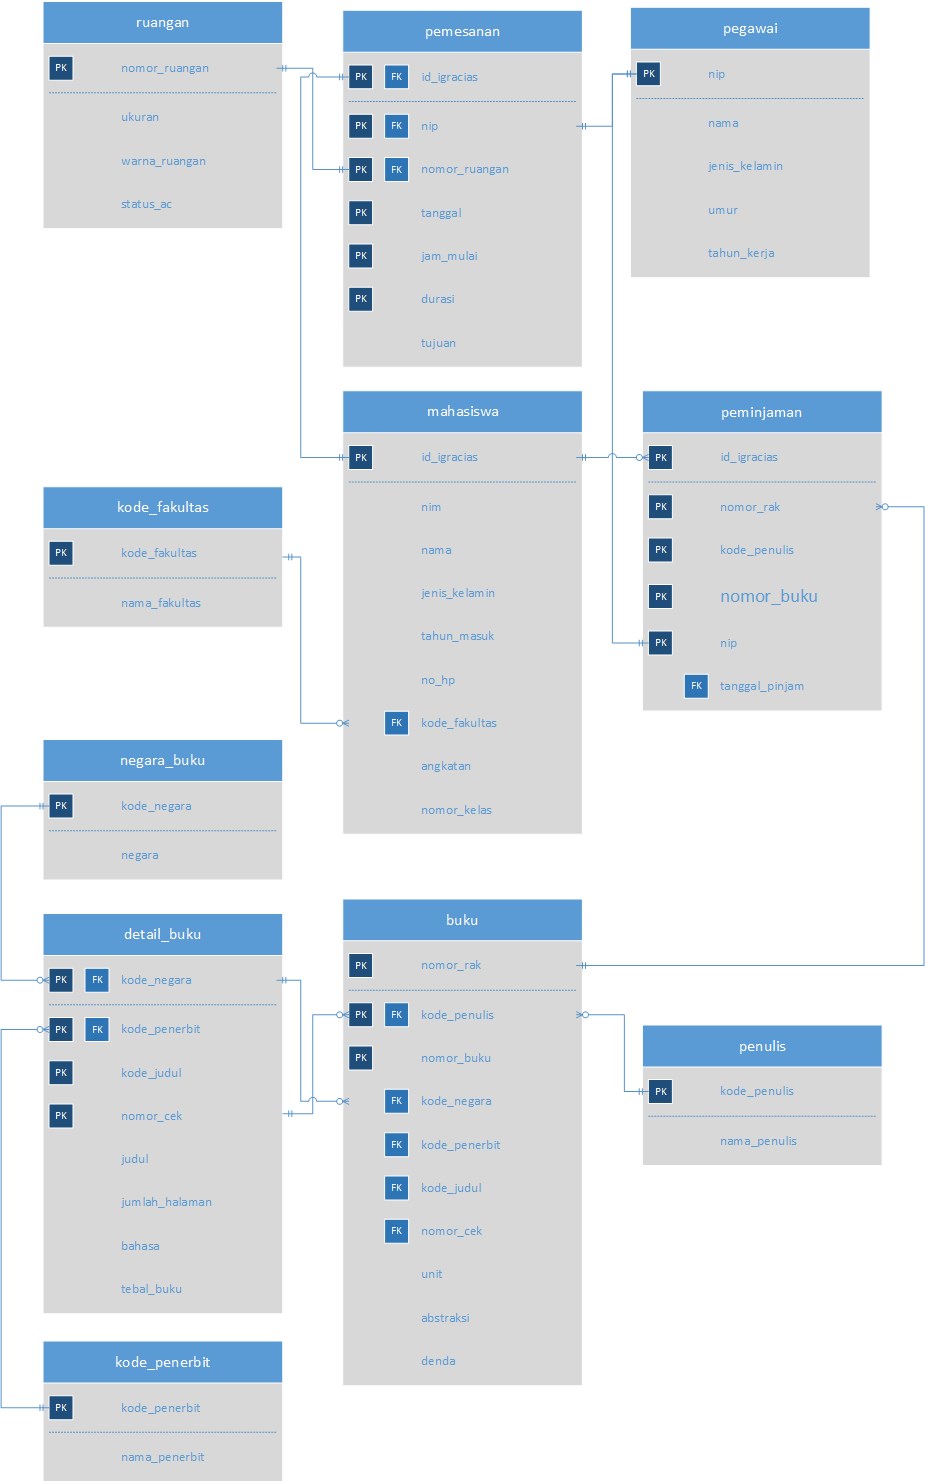 ruangan
PK nomor_ruangan
ukuran
warna_ruangan
status_ac
pemesanan
PK FK id_igracias
PK FK nip
PK FK nomor_ruangan
PK tanggal
PK jam_mulai
PK durasi
tujuan
pegawai
PK nip
nama
jenis_kelamin
umur
tahun_kerja
mahasiswa
PK id_igracias
nim
nama
jenis_kelamin
tahun_masuk
no_hp
FK kode_fakultas
angkatan
nomor_kelas
peminjaman
PK id_igracias
PK nomor_rak
PK kode_penulis
PK nomor_buku
PK nip
FK tanggal_pinjam
kode_fakultas
PK kode_fakultas
nama_fakultas
negara_buku
PK kode_negara
negara
detail_buku
PK FK kode_negara
PK FK kode_penerbit
PK kode_judul
PK nomor_cek
judul
jumlah_halaman
bahasa
tebal_buku
buku
PK nomor_rak
PK FK kode_penulis
PK nomor_buku
FK kode_negara
FK kode_penerbit
FK kode_judul
FK nomor_cek
unit
abstraksi
denda
penulis
PK kode_penulis
nama_penulis
kode_penerbit
PK kode_penerbit
nama_penerbit